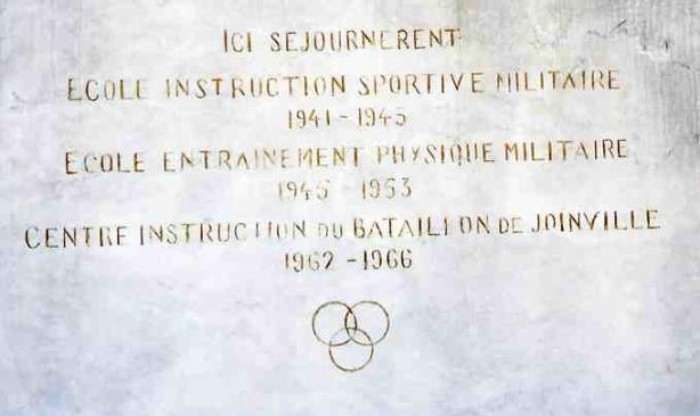 ICI SEJOURNERENT
ECOLE INSTRUCTION SPORTIVE MILITAIRE
1941-1945
ECOLE ENTRAINEMENT PHYSIQUE MILITAIRE
1945 1953
CENTRE INSTRUCTION DU BATAILLON DE JOINVILLE
1962-1966